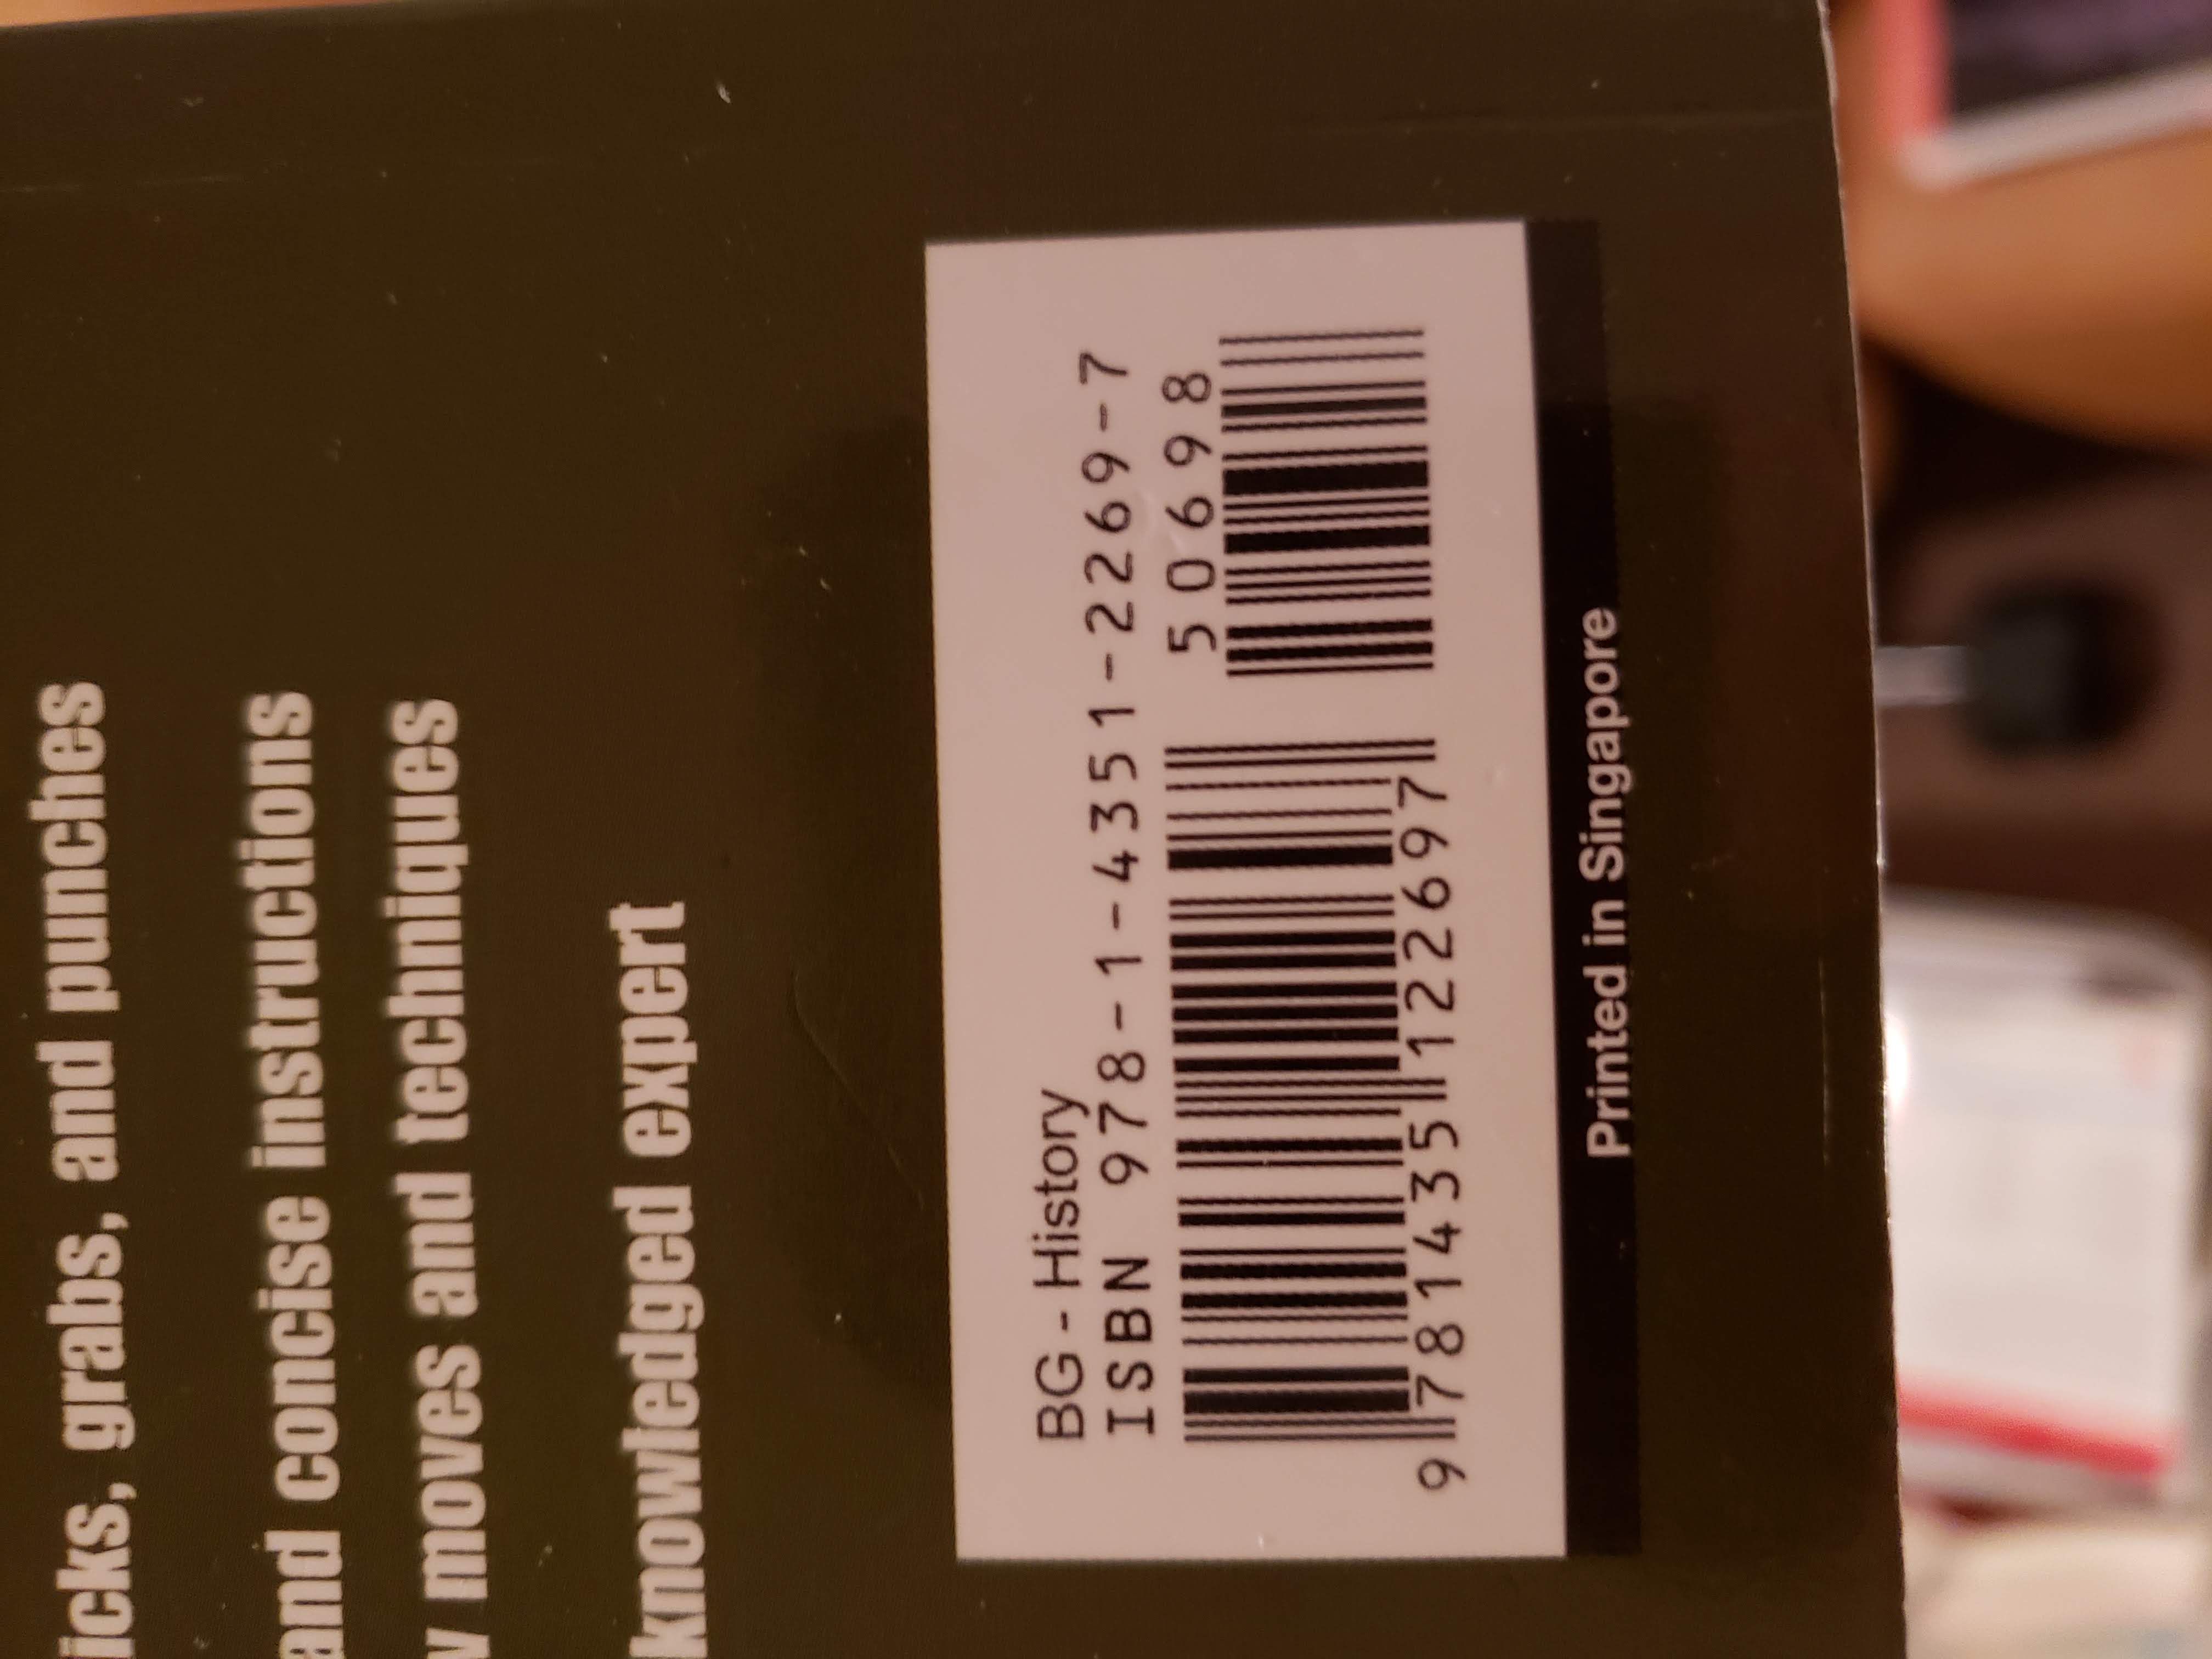 icks, grabs, and punches
and concise instructions
moves and techniques
knowledged expert
BG - History
ISBN 978-1-4351-2269-7
50698
9 781435 122697
Printed in Singapore